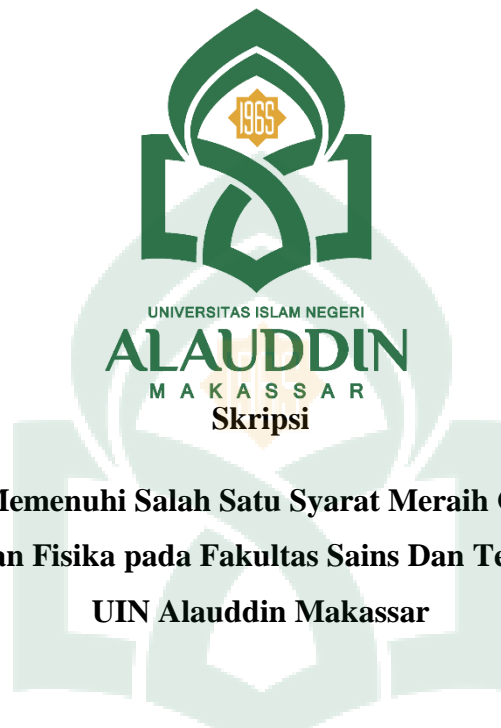 1965
UNIVERSITAS ISLAM NEGERI
ALAUDDIN
MAKASSAR
Skripsi
Memenuhi Salah Satu Syarat Meraih
Fisika pada Fakultas Sains Dan
UIN Alauddin Makassar